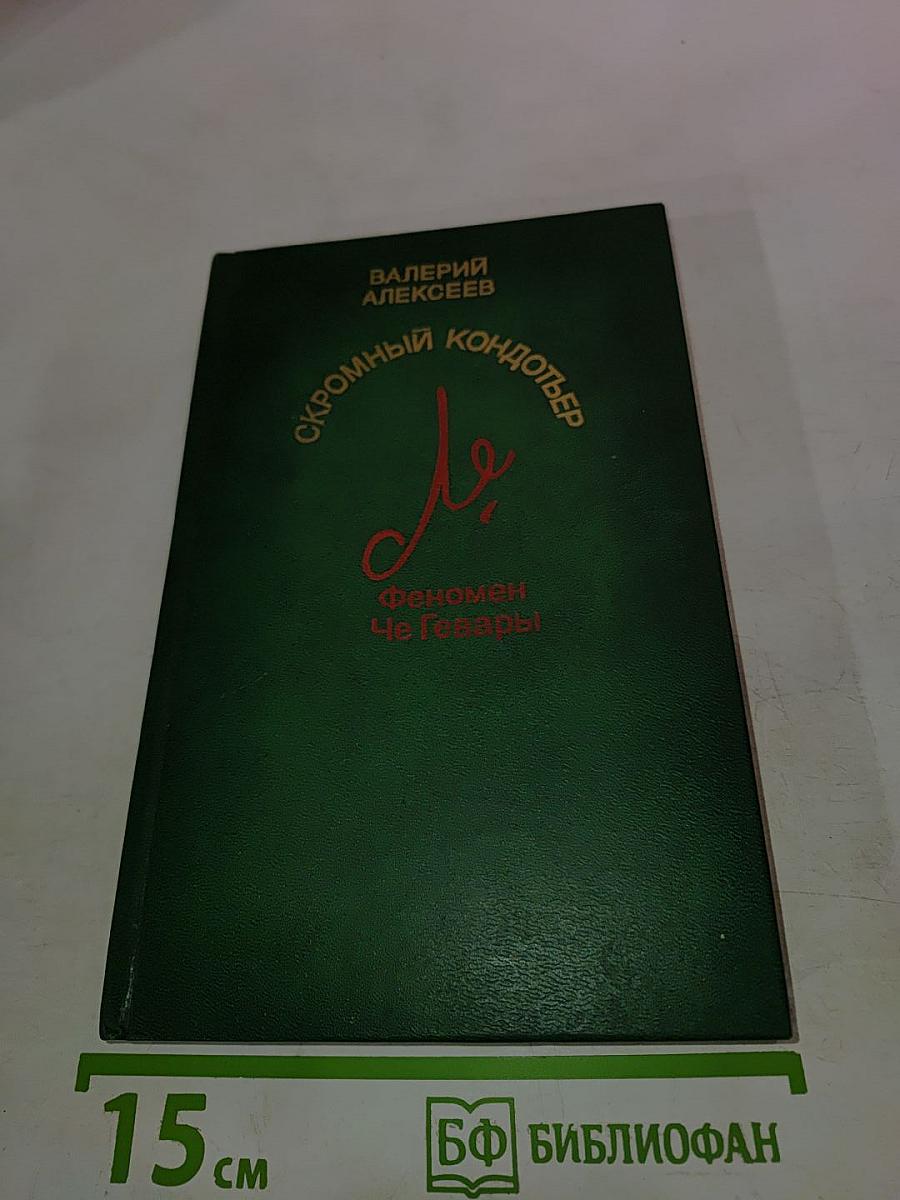 ВАЛЕРИЙ
АЛЕКСЕЕВ
СКРОМНЫЙ КОНДОТЬЕР
Феномен
Че Гевары
15 см
БФ БИБЛИОФАН